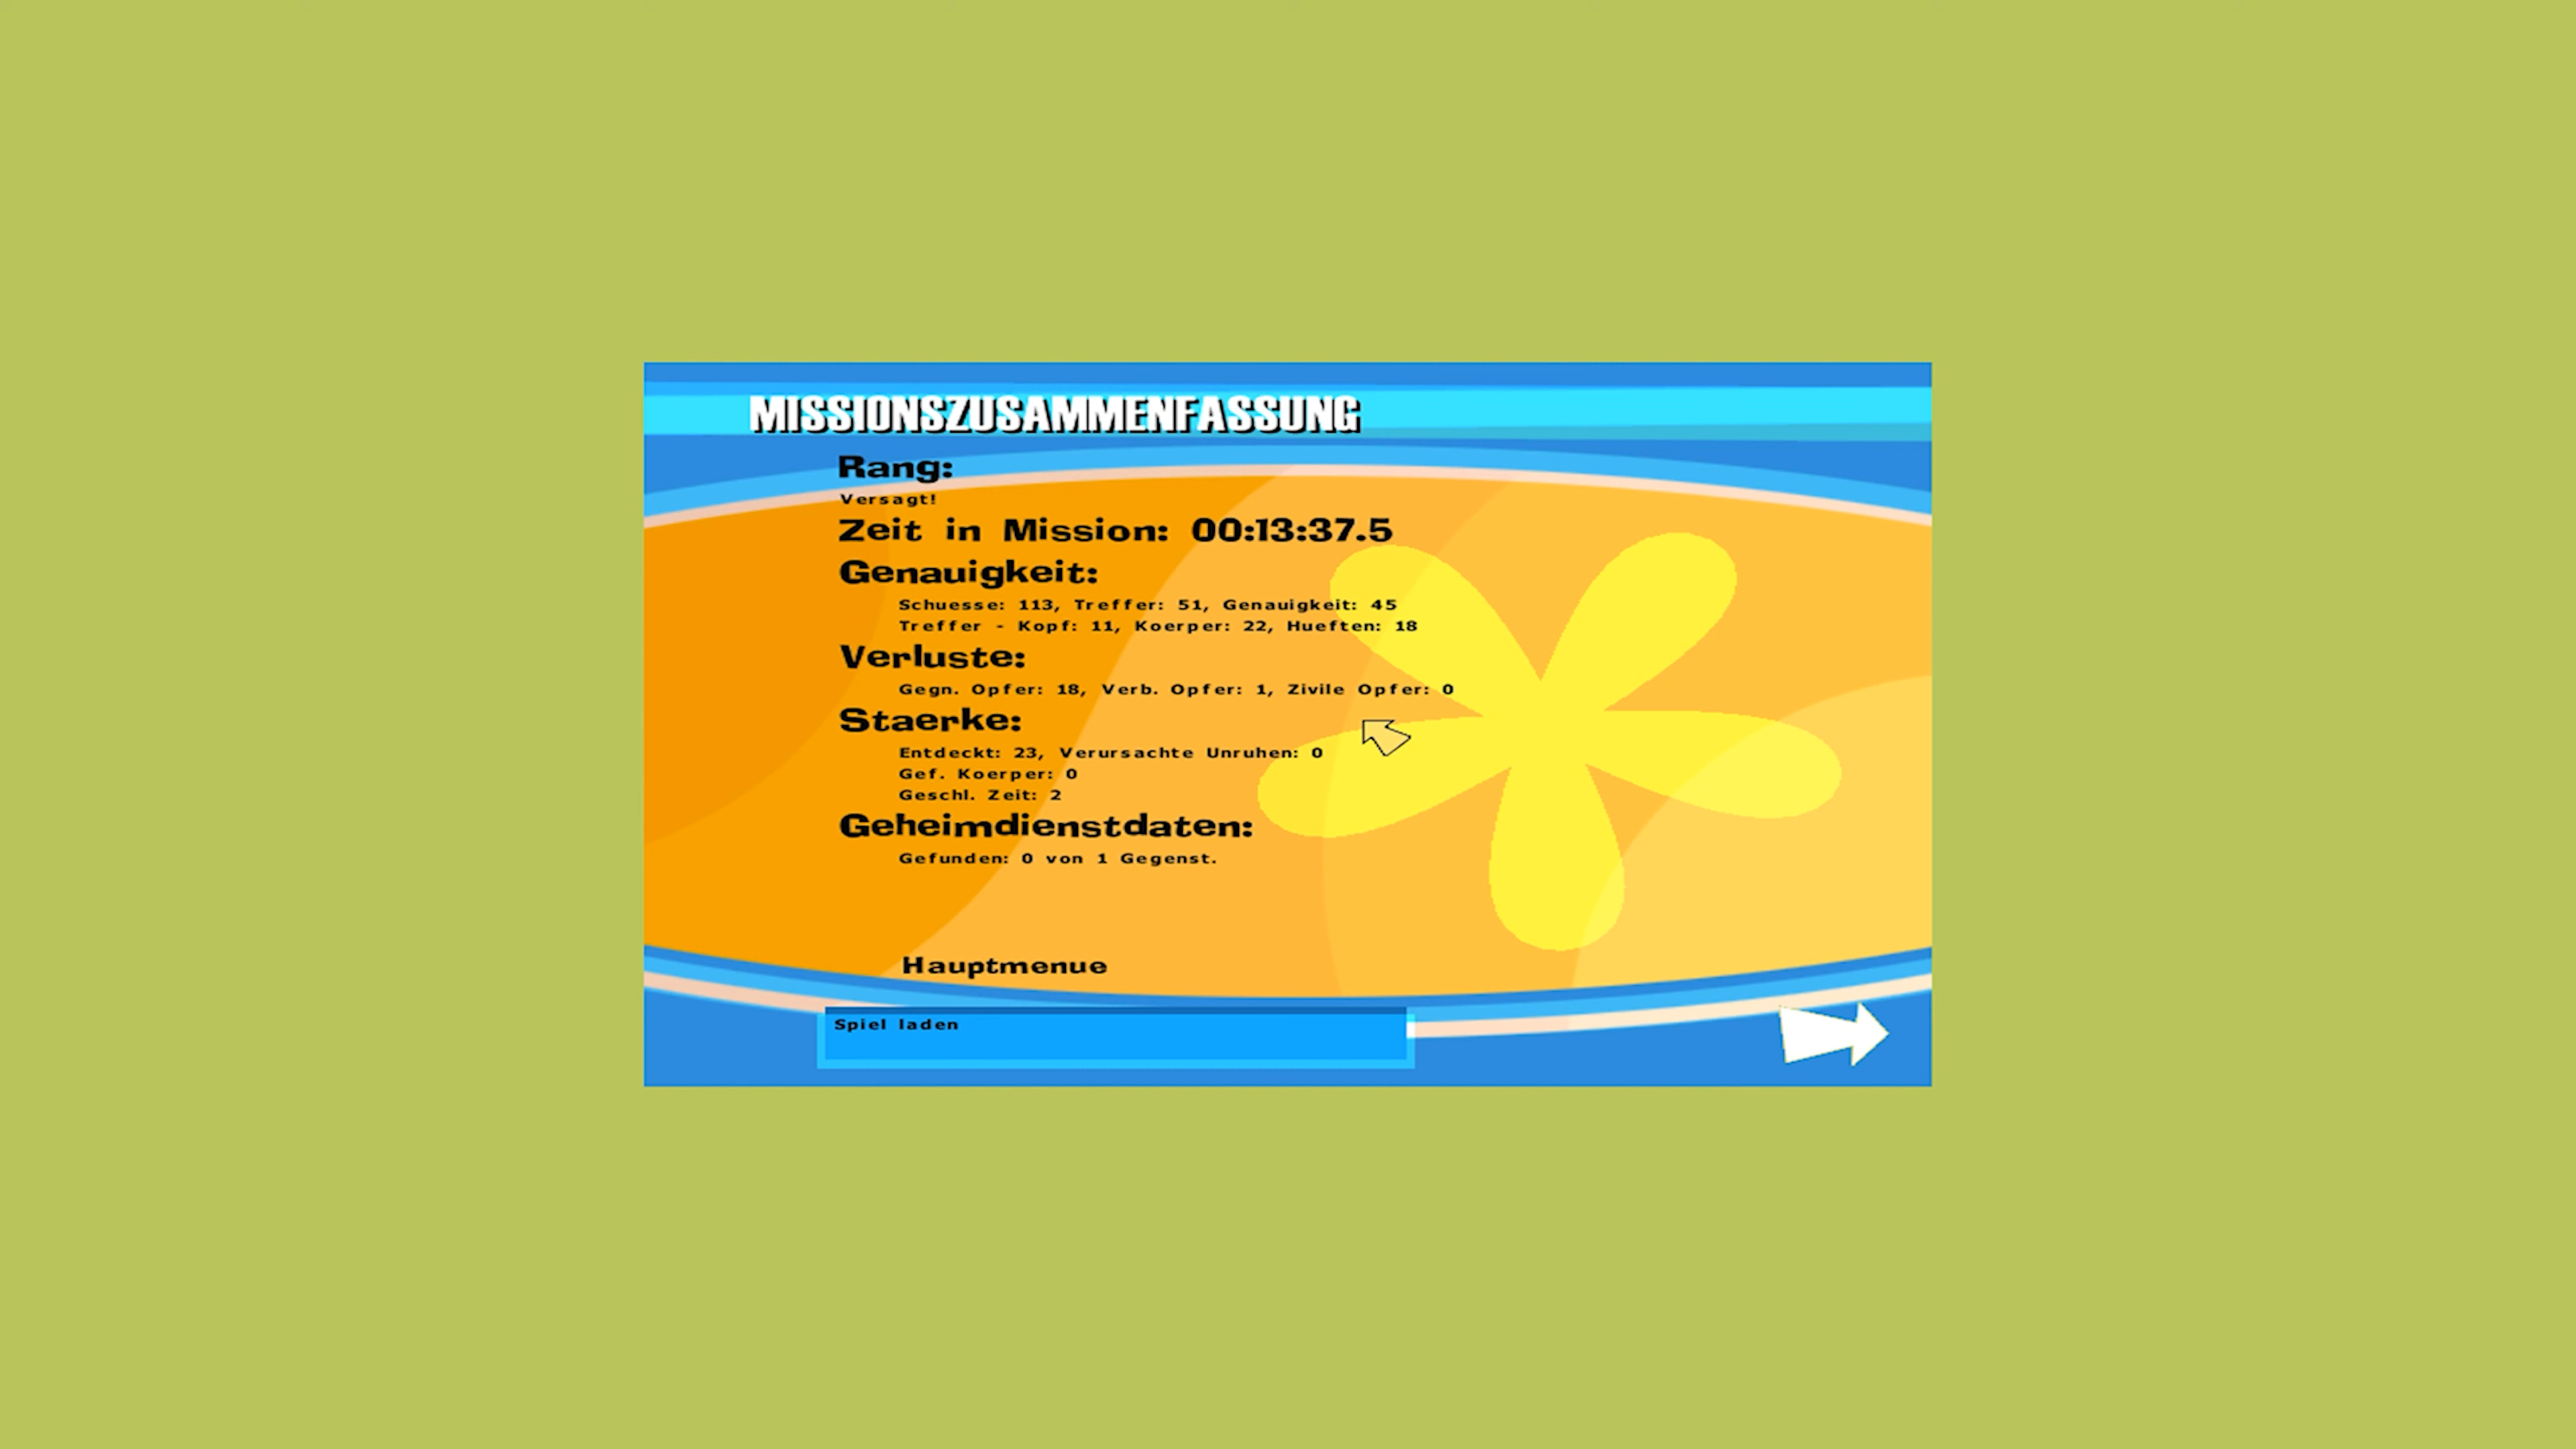 MISSIONSZUSAMMENFASSUNG
Rang:
Versagt!
Zeit in Mission: 00:13:37.5
Genauigkeit:
Schuesse: 113, Treffer: 51, Genauigkeit: 45
Treffer - Kopf: 11, Koerper: 22, Hueften: 18
Verluste:
Gegn. Opfer: 18, Verb. Opfer: 1, Zivile Opfer: 0
Staerke:
Entdeckt: 23, Verursachte Unruhen: 0
Gef. Koerper: 0
Geschl. Zeit: 2
Geheimdienstdaten:
Gefunden: 0 von 1 Gegenst.
Hauptmenue
Spiel laden